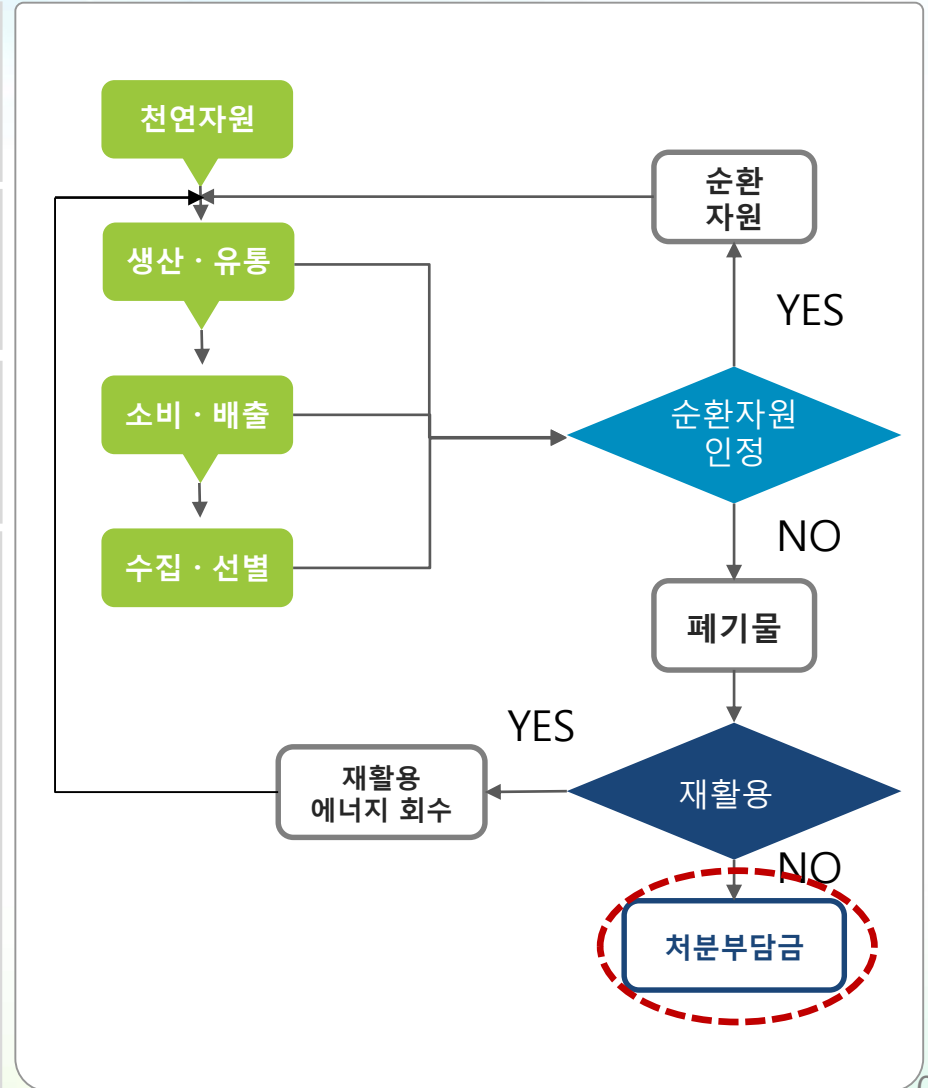 천연자원
순환
자원
생산 · 유통
YES
소비 · 배출
순환자원
인정
NO
수집 · 선별
폐기물
YES
재활용
에너지 회수
재활용
NO
처분부담금